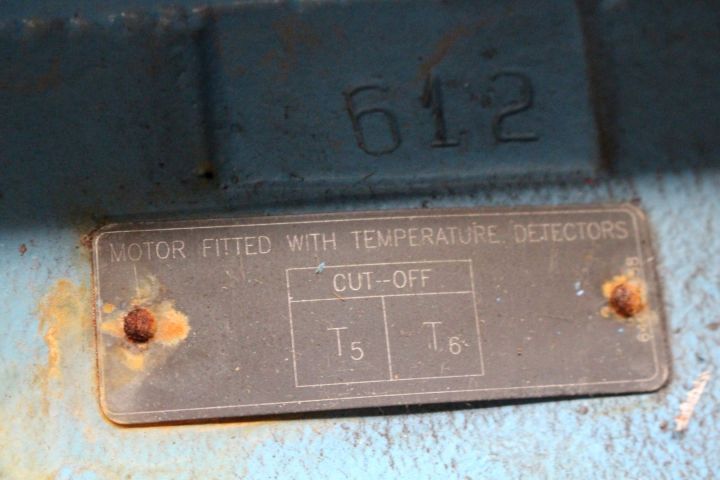 612
MOTOR FITTED WITH TEMPERATURE DETECTORS
CUT--OFF
T5 T6